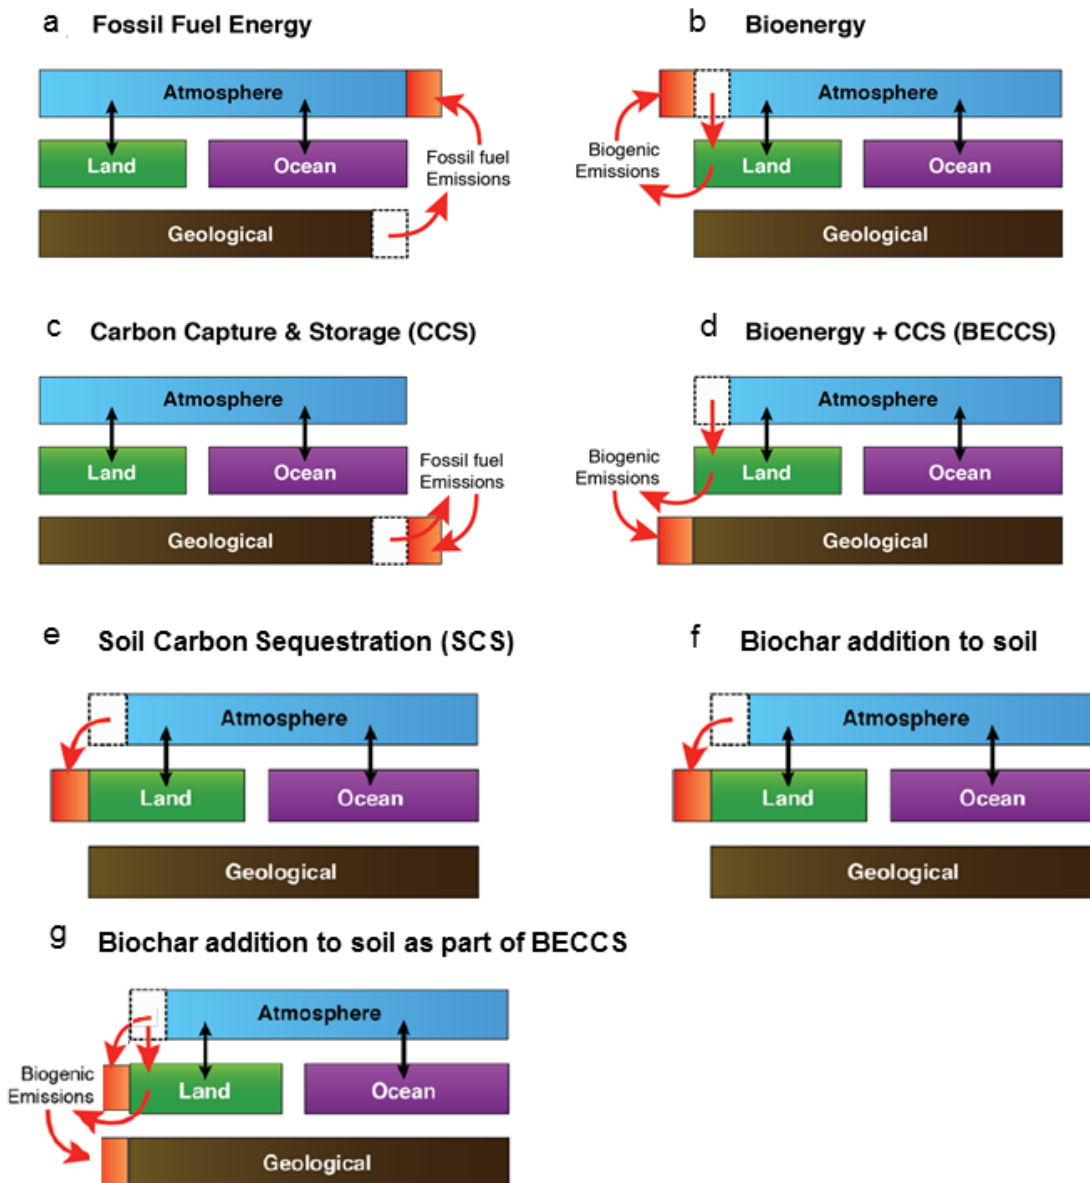 a Fossil Fuel Energy
Atmosphere
Land
Ocean
Fossil fuel
Emissions
Geological
b Bioenergy
Atmosphere
Biogenic
Emissions
Land
Ocean
Geological
c Carbon Capture & Storage (CCS)
Atmosphere
Land
Ocean
Fossil fuel
Emissions
Geological
d Bioenergy + CCS (BECCS)
Atmosphere
Biogenic
Emissions
Land
Ocean
Geological
e Soil Carbon Sequestration (SCS)
Atmosphere
Land
Ocean
Geological
f Biochar addition to soil
Atmosphere
Land
Ocean
Geological
g Biochar addition to soil as part of BECCS
Atmosphere
Biogenic
Emissions
Land
Ocean
Geological